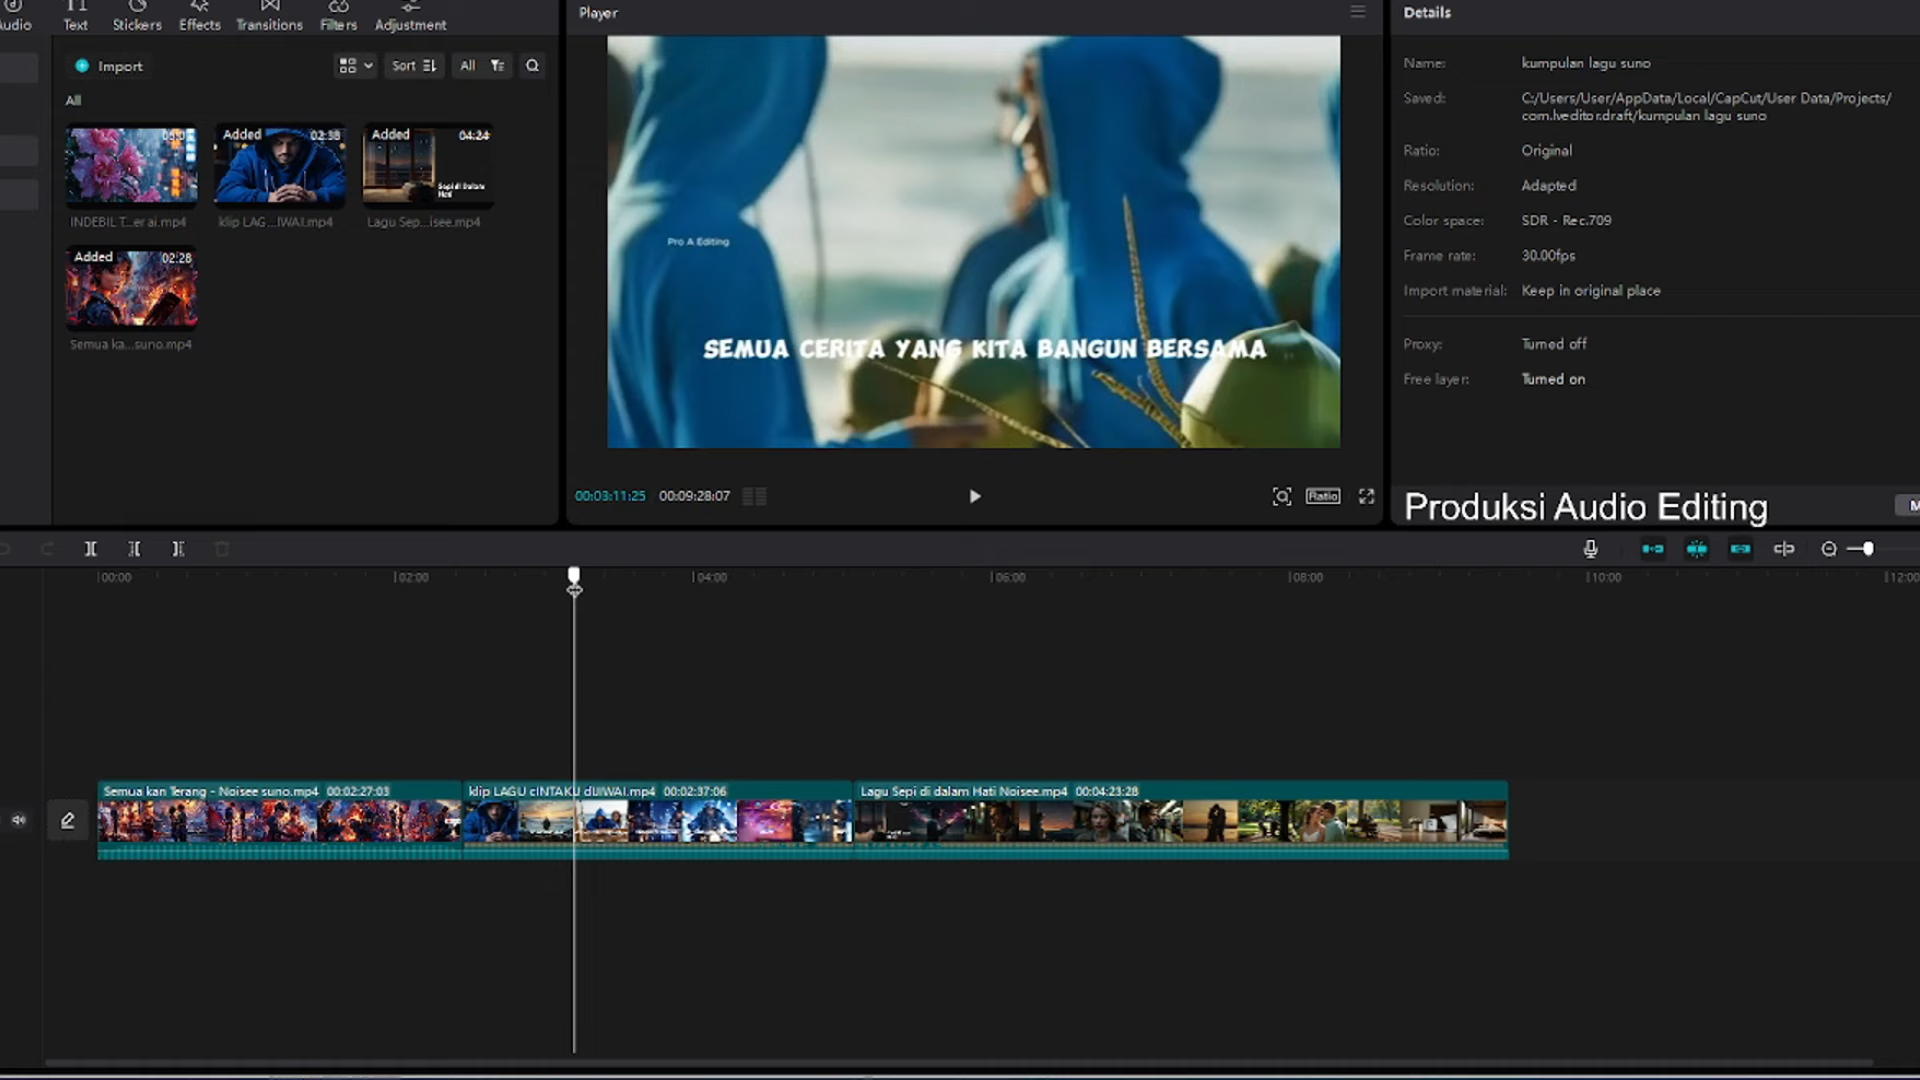 Audio
Text
Stickers
Effects
Transitions
Filters
Adjustment
Import
Sort
All
All
Added 02:38
Added 04:24
INDEBIL T...er ai.mp4
klip LAG...IWAI.mp4
Lagu Sep...isee.mp4
Added 02:28
Semua ka...suno.mp4
Player
Pro A Editing
SEMUA CERITA YANG KITA BANGUN BERSAMA
00:03:11:25 00:09:28:07
Ratio
Details
Name: kumpulan lagu suno
Saved: C:/Users/User/AppData/Local/CapCut/User Data/Projects/
com.lveditor.draft/kumpulan lagu suno
Ratio: Original
Resolution: Adapted
Color space: SDR - Rec.709
Frame rate: 30.00fps
Import material: Keep in original place
Proxy: Turned off
Free layer: Turned on
Produksi Audio Editing
00:00
02:00
04:00
06:00
08:00
10:00
12:00
Semua kan Terang - Noisee suno.mp4 00:02:27:03
klip LAGU cINTAKU dIJIWAI.mp4 00:02:37:06
Lagu Sepi di dalam Hati Noisee.mp4 00:04:23:28